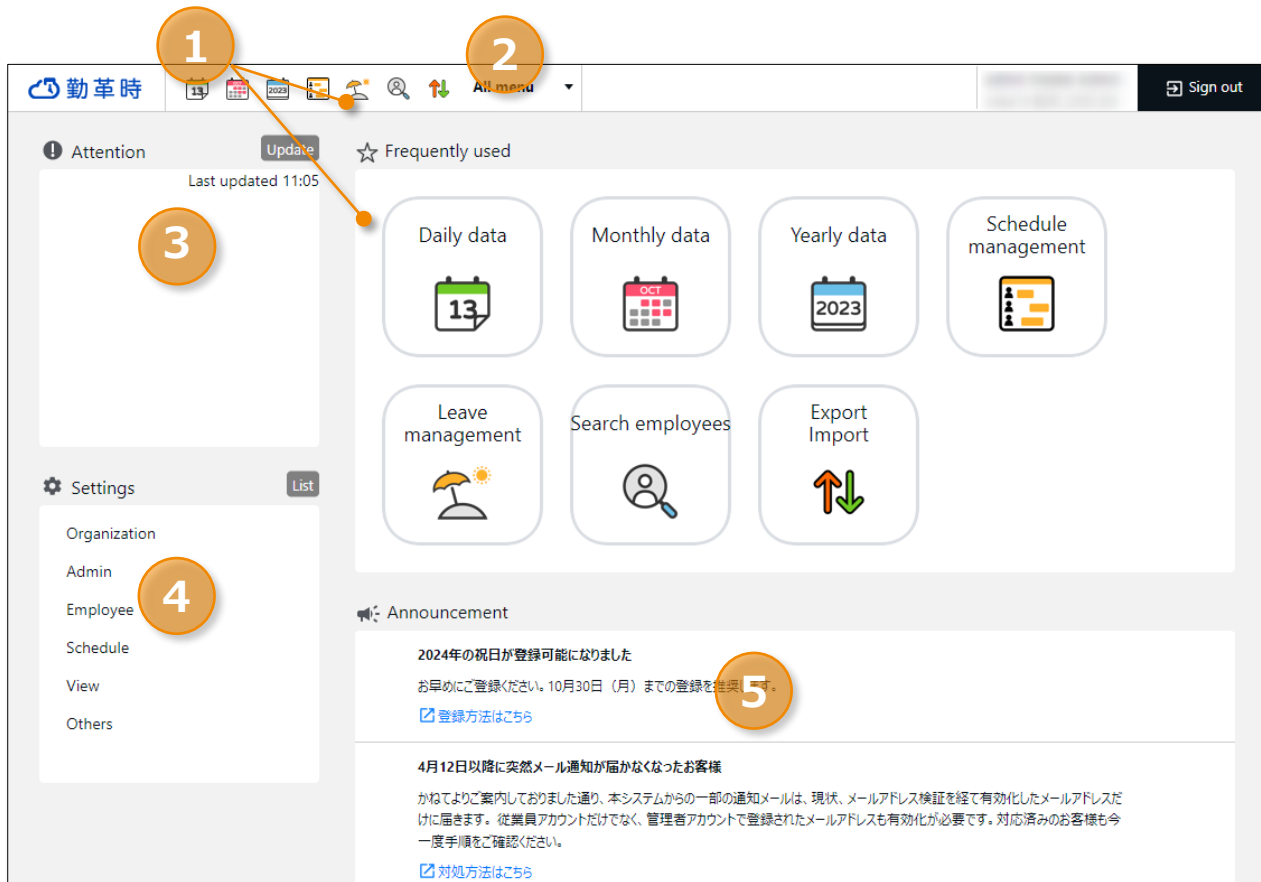 1
2
勤革時
13
2023
All menu
Sign out
Attention
Update
Last updated 11:05
3
Frequently used
Daily data
13
Monthly data
OCT
Yearly data
2023
Schedule
management
Leave
management
Search employees
Export
Import
Settings
List
Organization
Admin
Employee
Schedule
View
Others
4
Announcement
2024年の祝日が登録可能になりました
お早めにご登録ください。10月30日（月）までの登録を推奨します。
登録方法はこちら
5
4月12日以降に突然メール通知が届かなくなったお客様
かねてよりご案内しておりました通り、本システムからの一部の通知メールは、現状、メールアドレス検証を経て有効化したメールアドレスだ
けに届きます。従業員アカウントだけでなく、管理者アカウントで登録されたメールアドレスも有効化が必要です。対応済みのお客様も今
一度手順をご確認ください。
対処方法はこちら